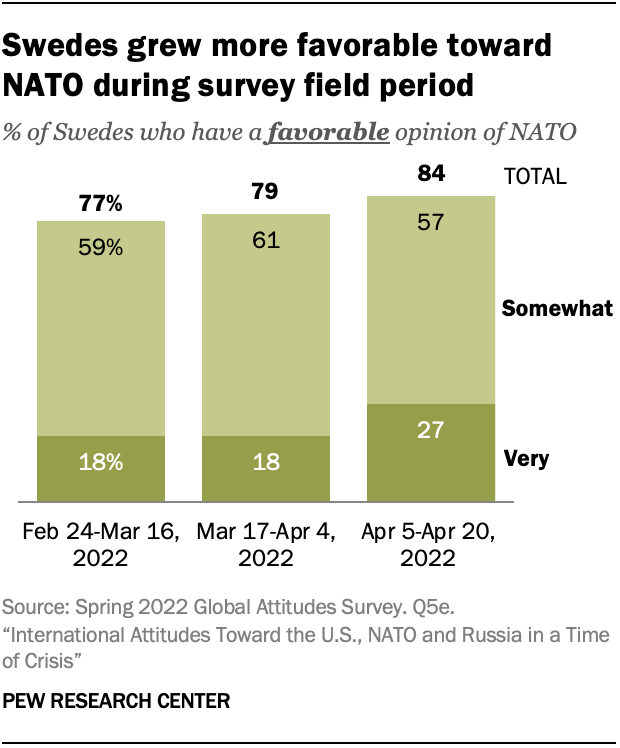 Swedes grew more favorable toward
NATO during survey field period
% of Swedes who have a favorable opinion of NATO
77%
79
84
TOTAL
59%
61
57
Somewhat
18%
18
27
Very
Feb 24-Mar 16,
2022
Mar 17-Apr 4,
2022
Apr 5-Apr 20,
2022
Source: Spring 2022 Global Attitudes Survey. Q5e.
“International Attitudes Toward the U.S., NATO and Russia in a Time
of Crisis”
PEW RESEARCH CENTER